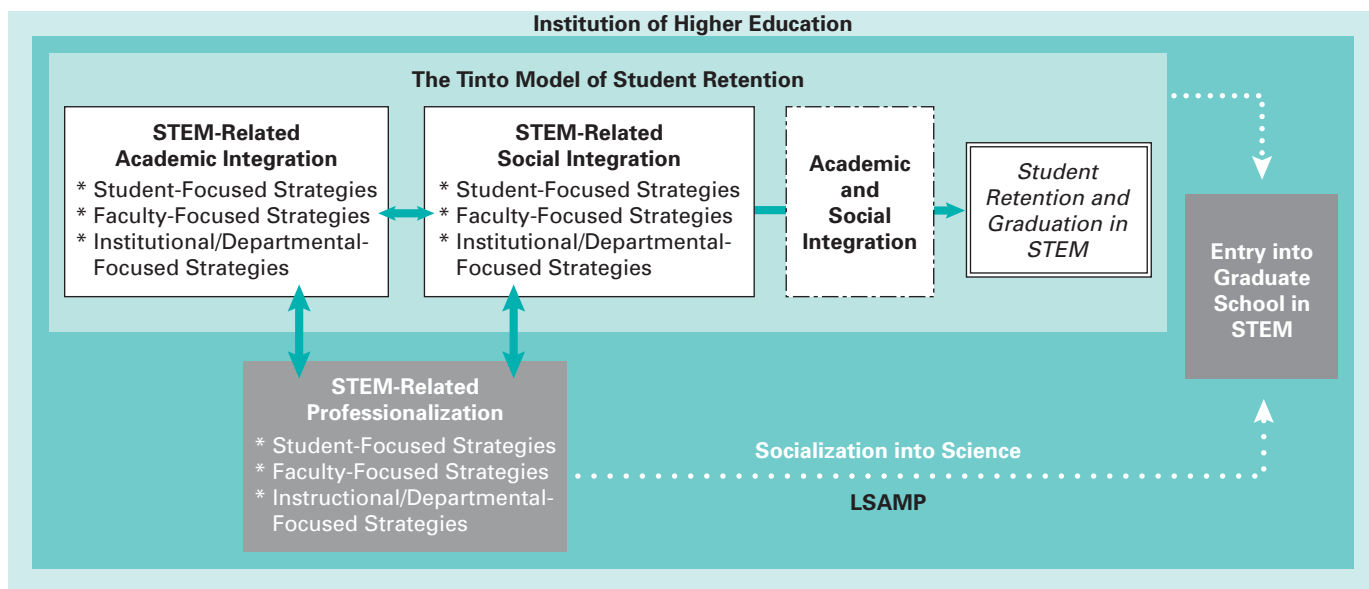 Institution of Higher Education
The Tinto Model of Student Retention
STEM-Related
Academic Integration
* Student-Focused Strategies
* Faculty-Focused Strategies
* Institutional/Departmental-
Focused Strategies
STEM-Related
Social Integration
* Student-Focused Strategies
* Faculty-Focused Strategies
* Institutional/Departmental-
Focused Strategies
Academic
and
Social
Integration
Student
Retention and
Graduation in
STEM
Entry into
Graduate
School in
STEM
STEM-Related
Professionalization
* Student-Focused Strategies
* Faculty-Focused Strategies
* Instructional/Departmental-
Focused Strategies
Socialization into Science
LSAMP